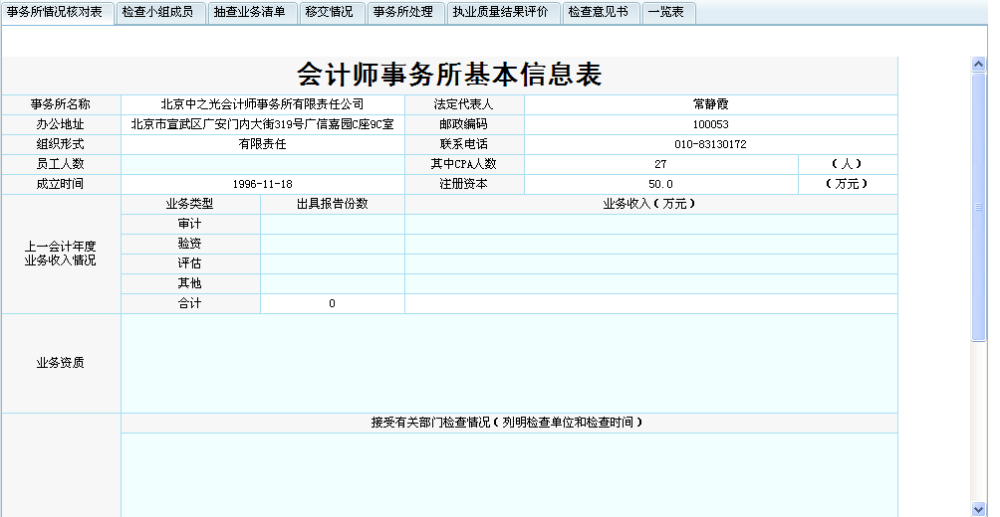 事务所情况核对表 检查小组成员 抽查业务清单 移交情况 事务所处理 执业质量结果评价 检查意见书 一览表
会计师事务所基本信息表
事务所名称 北京中之光会计师事务所有限责任公司 法定代表人 常静霞
办公地址 北京市宣武区广安门内大街319号广信嘉园C座9C室 邮政编码 100053
组织形式 有限责任 联系电话 010-83130172
员工人数 其中CPA人数 27 （人）
成立时间 1996-11-18 注册资本 50.0 （万元）
上一会计年度
业务收入情况
业务类型 出具报告份数 业务收入（万元）
审计
验资
评估
其他
合计 0
业务资质
接受有关部门检查情况（列明检查单位和检查时间）